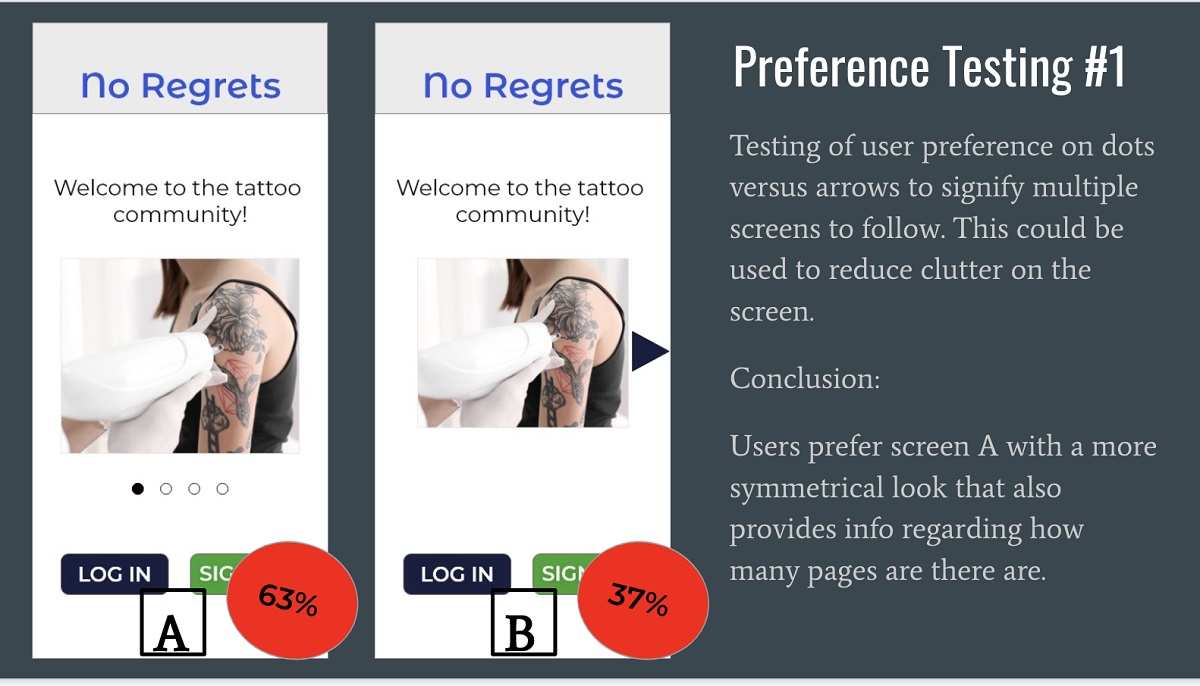 No Regrets
Welcome to the tattoo
community!
LOG IN
SIG
63%
A
No Regrets
Welcome to the tattoo
community!
LOG IN
SIGN
37%
B
Preference Testing #1
Testing of user preference on dots
versus arrows to signify multiple
screens to follow. This could be
used to reduce clutter on the
screen.
Conclusion:
Users prefer screen A with a more
symmetrical look that also
provides info regarding how
many pages are there are.